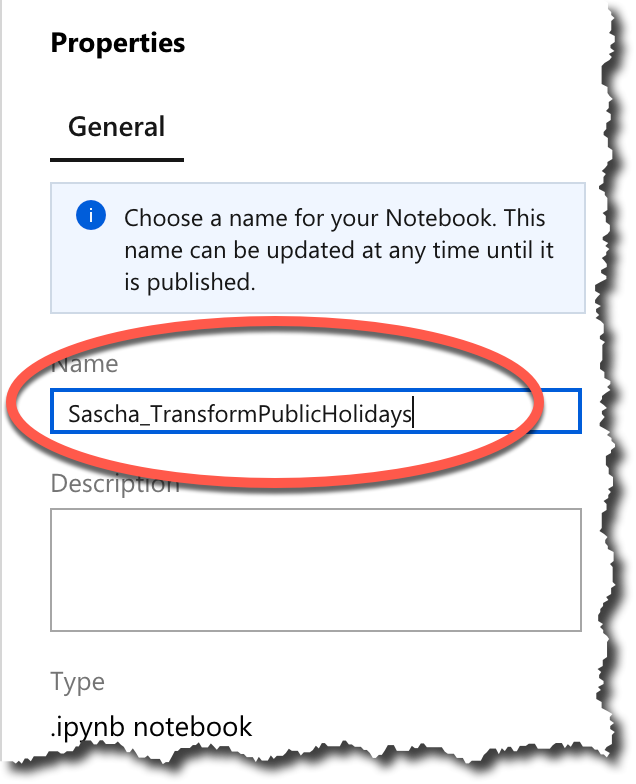 Properties
General
i
Choose a name for your Notebook. This
name can be updated at any time until it
is published.
Name
Sascha_TransformPublicHolidays
Description
Type
.ipynb notebook